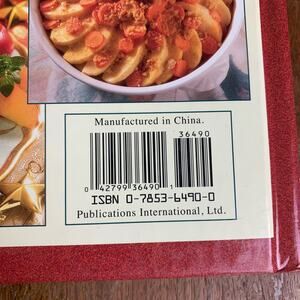 Manufactured in China.
36490
0 42799 36490 1
ISBN 0-7853-6490-0
Publications International, Ltd.